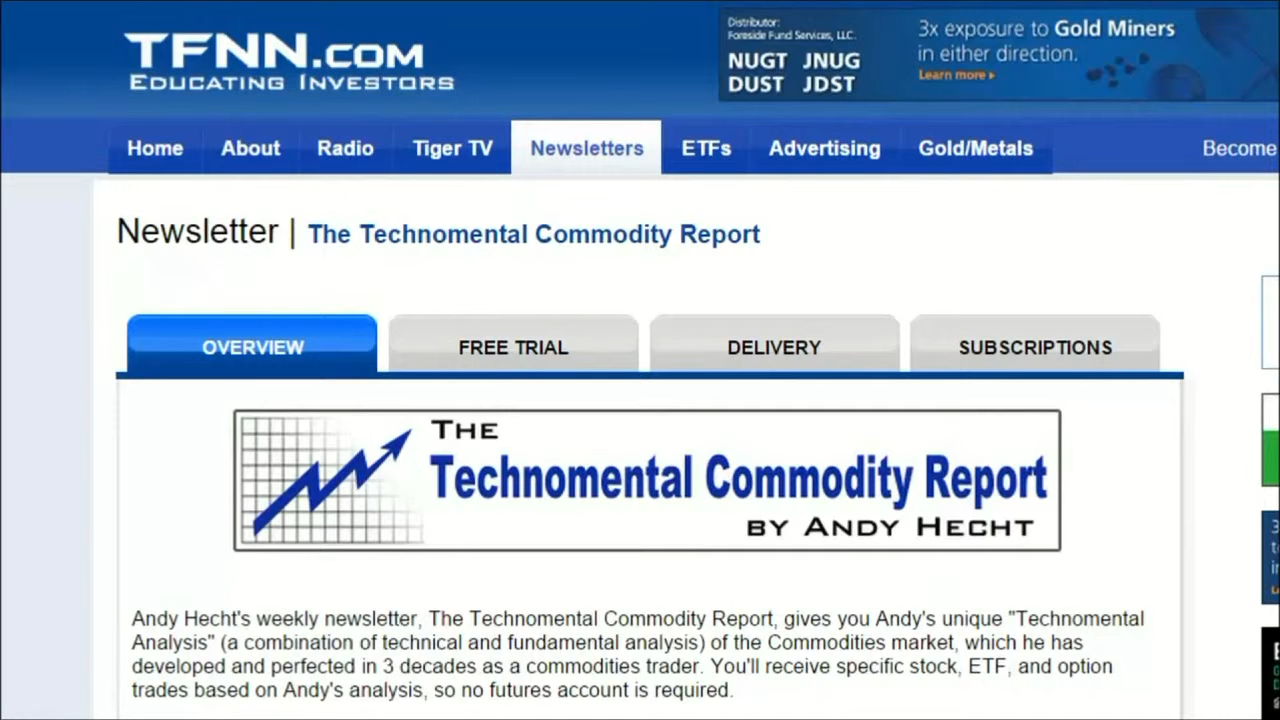 TFNN.COM
EDUCATING INVESTORS
Distributor:
Foreside Fund Services, LLC.
NUGT JNUG
DUST JDST
3x exposure to Gold Miners
in either direction.
Learn more ▸
Home About Radio Tiger TV Newsletters ETFs Advertising Gold/Metals Become
Newsletter | The Technomental Commodity Report
OVERVIEW FREE TRIAL DELIVERY SUBSCRIPTIONS
THE
Technomental Commodity Report
BY ANDY HECHT
Andy Hecht's weekly newsletter, The Technomental Commodity Report, gives you Andy's unique "Technomental
Analysis" (a combination of technical and fundamental analysis) of the Commodities market, which he has
developed and perfected in 3 decades as a commodities trader. You'll receive specific stock, ETF, and option
trades based on Andy's analysis, so no futures account is required.